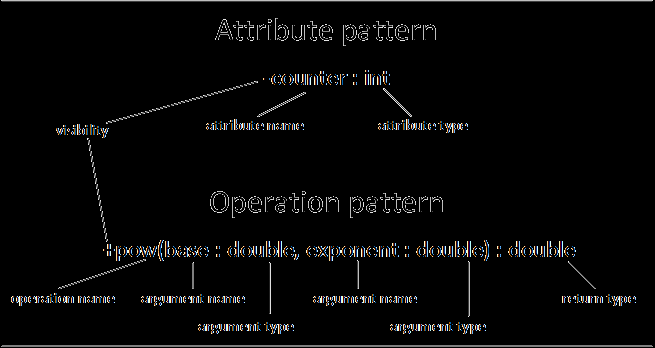 Attribute pattern
-counter : int
visibility
attribute name
attribute type
Operation pattern
+pow(base : double, exponent : double) : double
operation name
argument name
argument name
return type
argument type
argument type